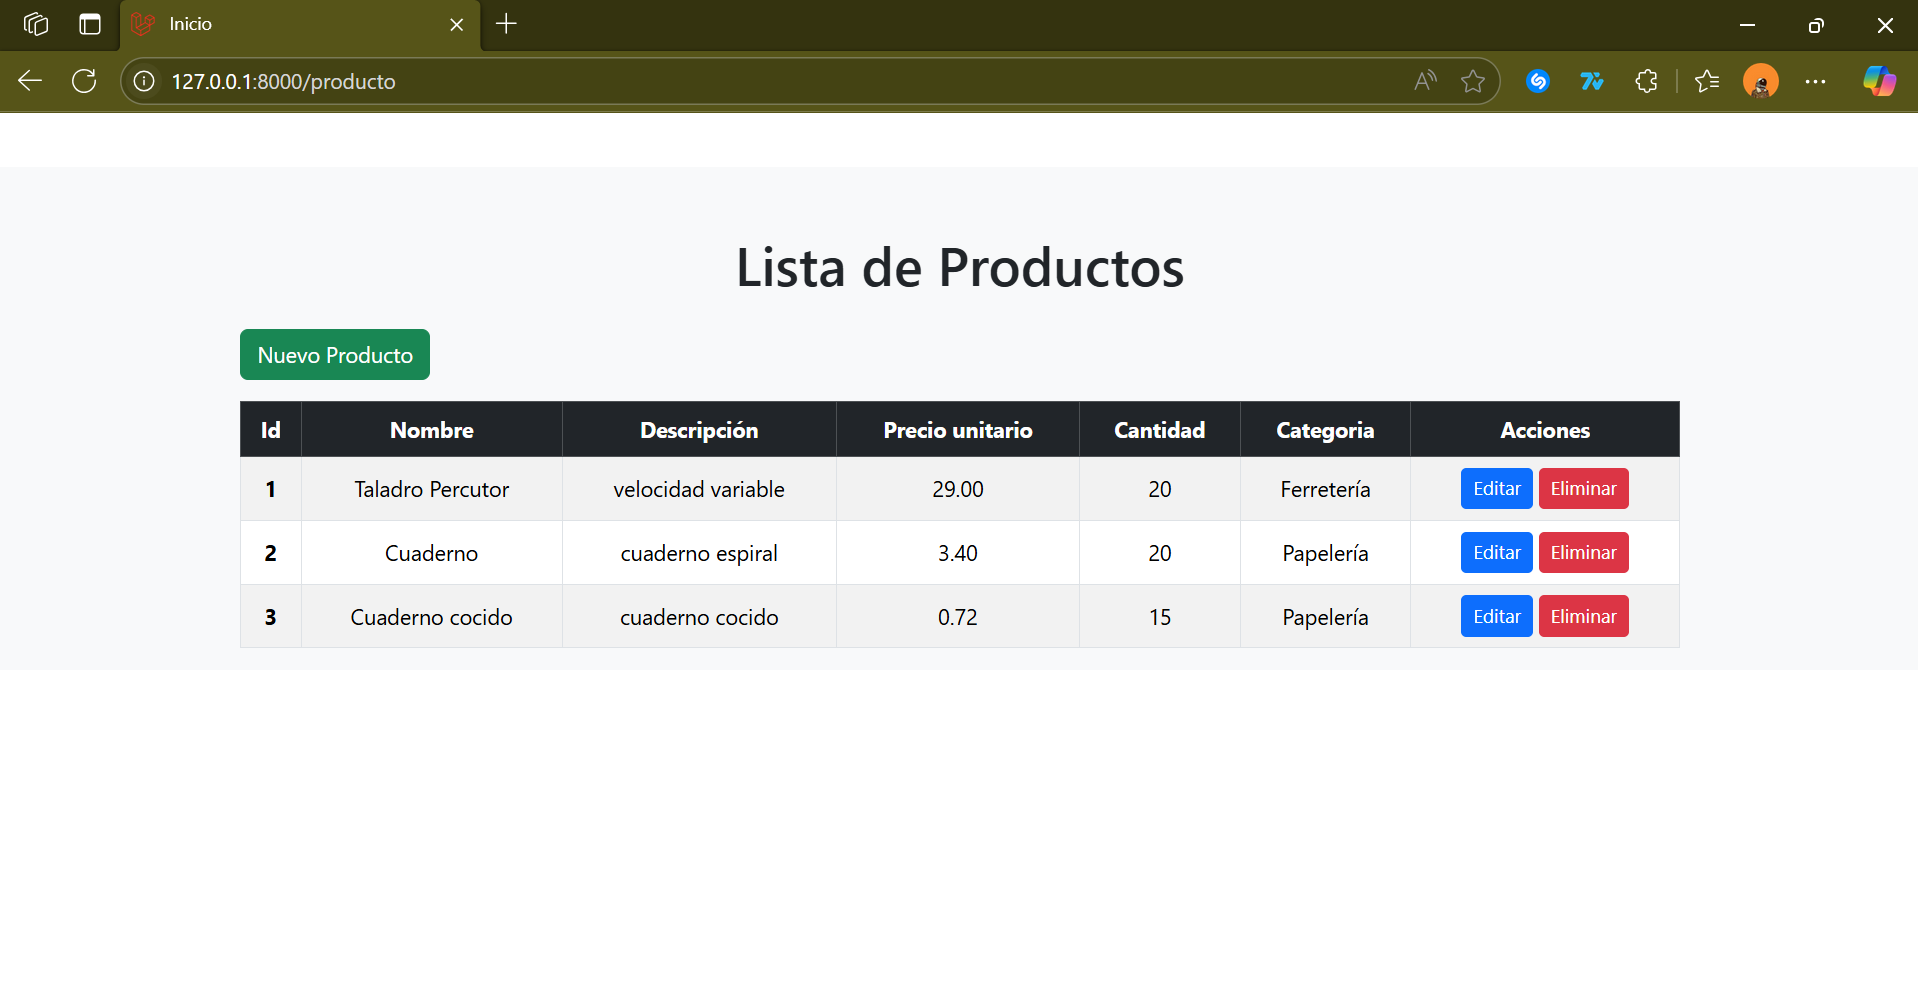 Inicio
127.0.0.1:8000/producto
Lista de Productos
Nuevo Producto
Id Nombre Descripción Precio unitario Cantidad Categoria Acciones
1 Taladro Percutor velocidad variable 29.00 20 Ferretería Editar Eliminar
2 Cuaderno cuaderno espiral 3.40 20 Papelería Editar Eliminar
3 Cuaderno cocido cuaderno cocido 0.72 15 Papelería Editar Eliminar